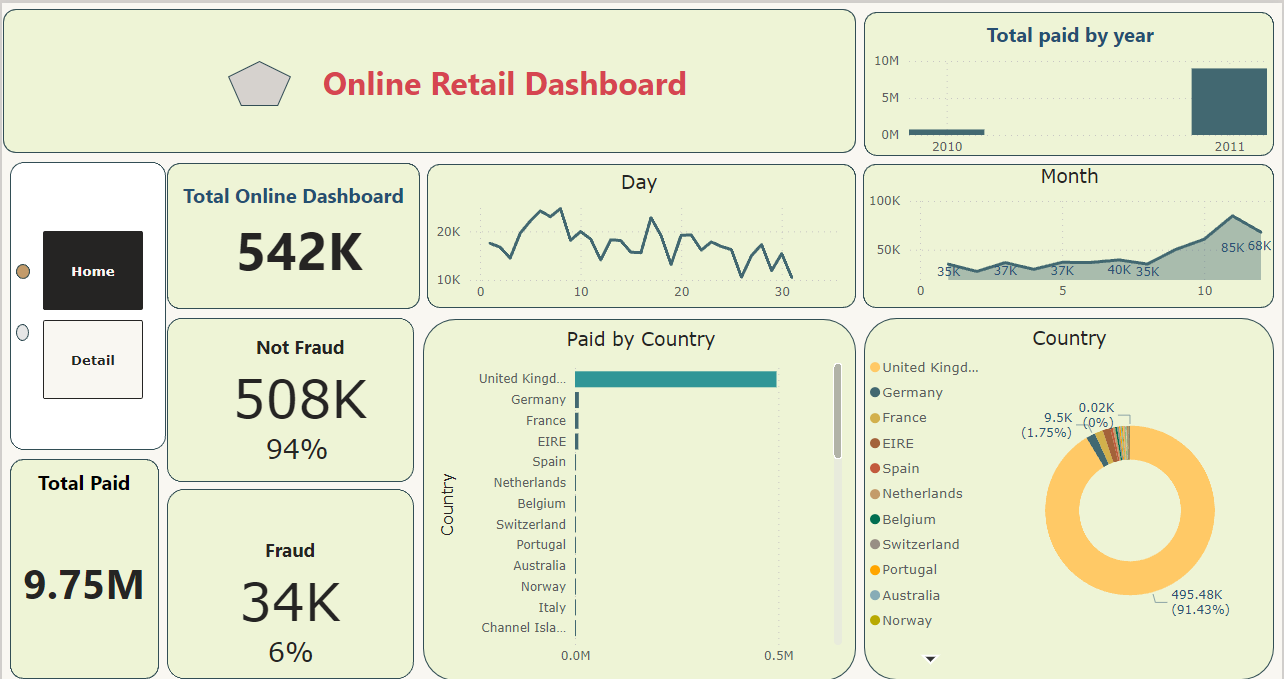 Online Retail Dashboard
Total paid by year
10M
5M
0M
2010
2011
Home
Detail
Total Online Dashboard
542K
Day
20K
10K
0
10
20
30
Month
100K
50K
35K
37K
37K
40K
35K
85K
68K
0
5
10
Not Fraud
508K
94%
Total Paid
9.75M
Fraud
34K
6%
Paid by Country
Country
United Kingd...
Germany
France
EIRE
Spain
Netherlands
Belgium
Switzerland
Portugal
Australia
Norway
Italy
Channel Isla...
0.0M
0.5M
Country
United Kingd...
Germany
France
EIRE
Spain
Netherlands
Belgium
Switzerland
Portugal
Australia
Norway
0.02K
(0%)
9.5K
(1.75%)
495.48K
(91.43%)